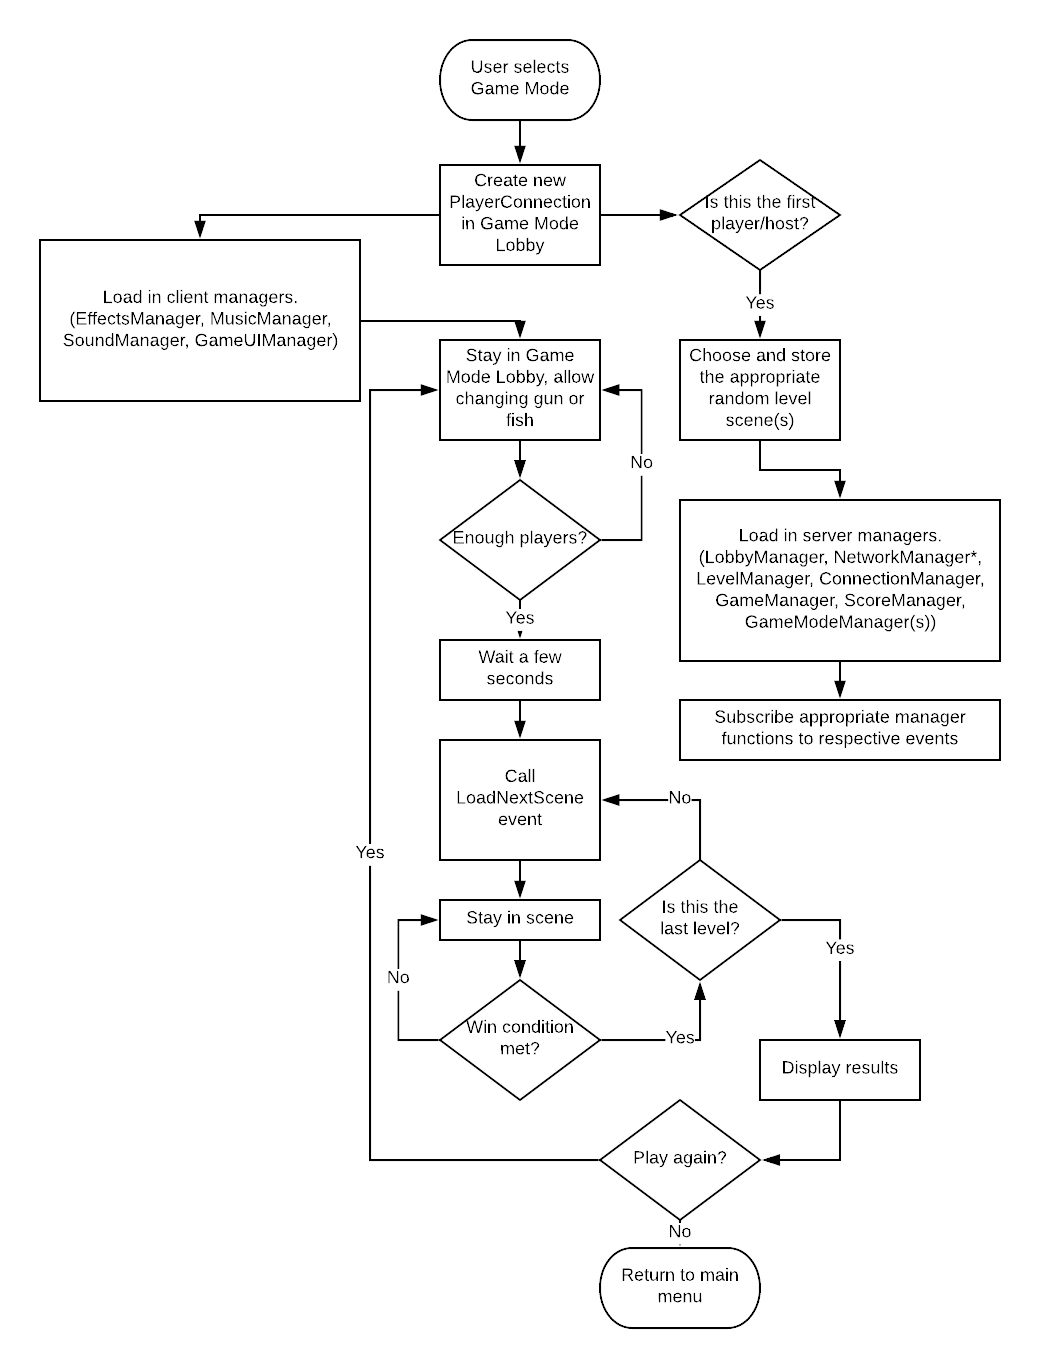 User selects
Game Mode
Create new
PlayerConnection
in Game Mode
Lobby
Is this the first
player/host?
Load in client managers.
(EffectsManager, MusicManager,
SoundManager, GameUIManager)
Yes
Stay in Game
Mode Lobby, allow
changing gun or
fish
Choose and store
the appropriate
random level
scene(s)
No
Enough players?
Load in server managers.
(LobbyManager, NetworkManager*,
LevelManager, ConnectionManager,
GameManager, ScoreManager,
GameModeManager(s))
Yes
Wait a few
seconds
Subscribe appropriate manager
functions to respective events
Call
LoadNextScene
event
No
Yes
Stay in scene
Is this the
last level?
Yes
No
Win condition
met?
Yes
Display results
Play again?
No
Return to main
menu